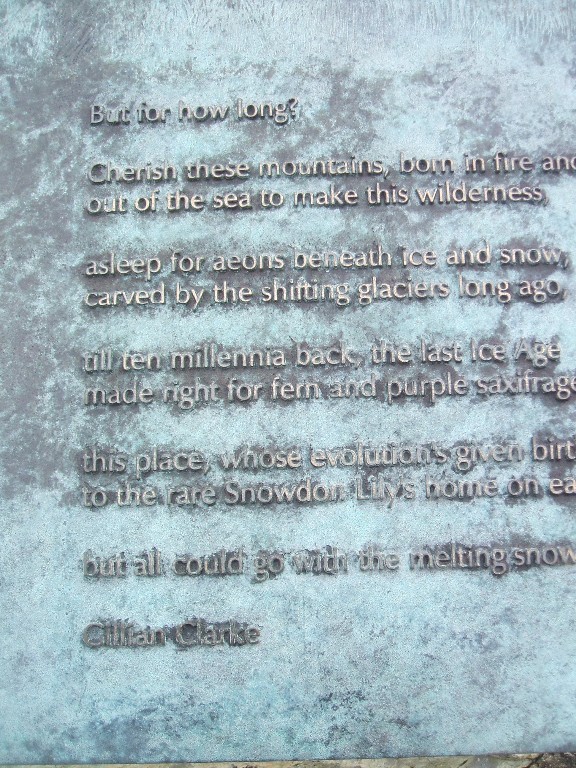 But for how long?
Cherish these mountains, born in fire and
out of the sea to make this wilderness,
asleep for aeons beneath ice and snow,
carved by the shifting glaciers long ago,
till ten millennia back, the last Ice Age
made right for fern and purple saxifrage
this place, whose evolution's given birt
to the rare Snowdon Lily's home on ea
but all could go with the melting snow
Gillian Clarke